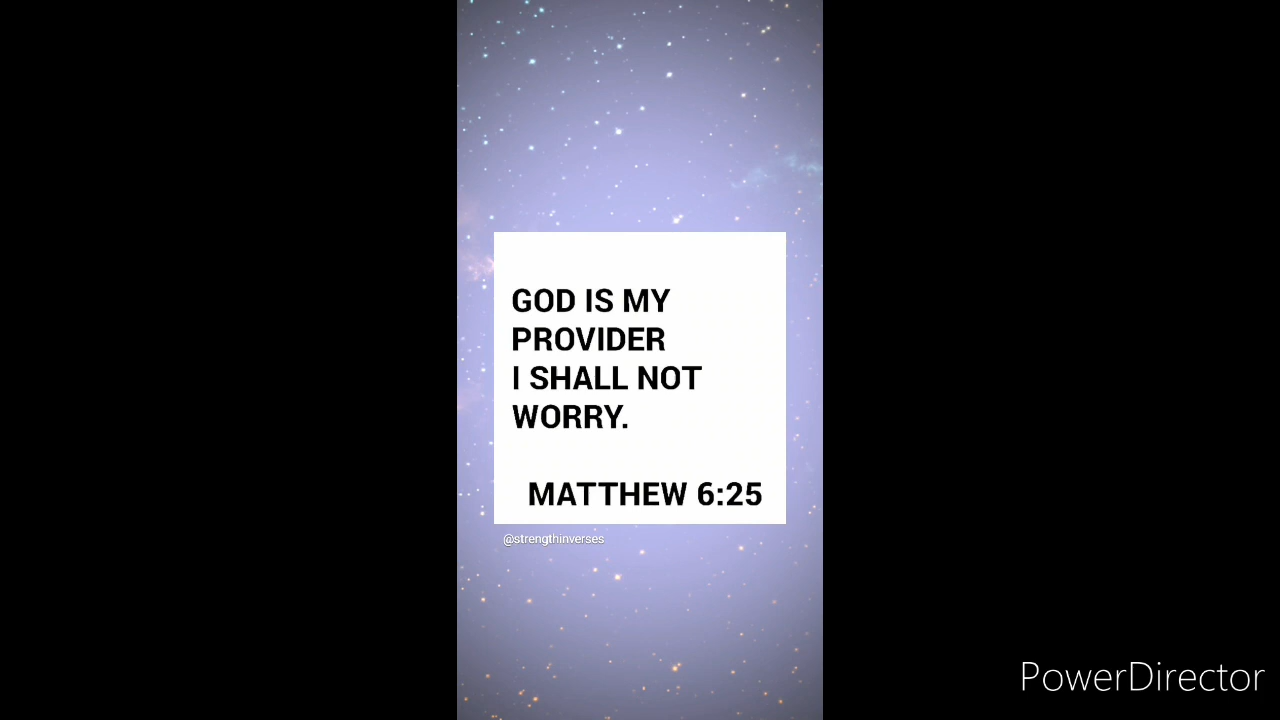 GOD IS MY
PROVIDER
I SHALL NOT
WORRY.
MATTHEW 6:25
@strengthinverses
PowerDirector